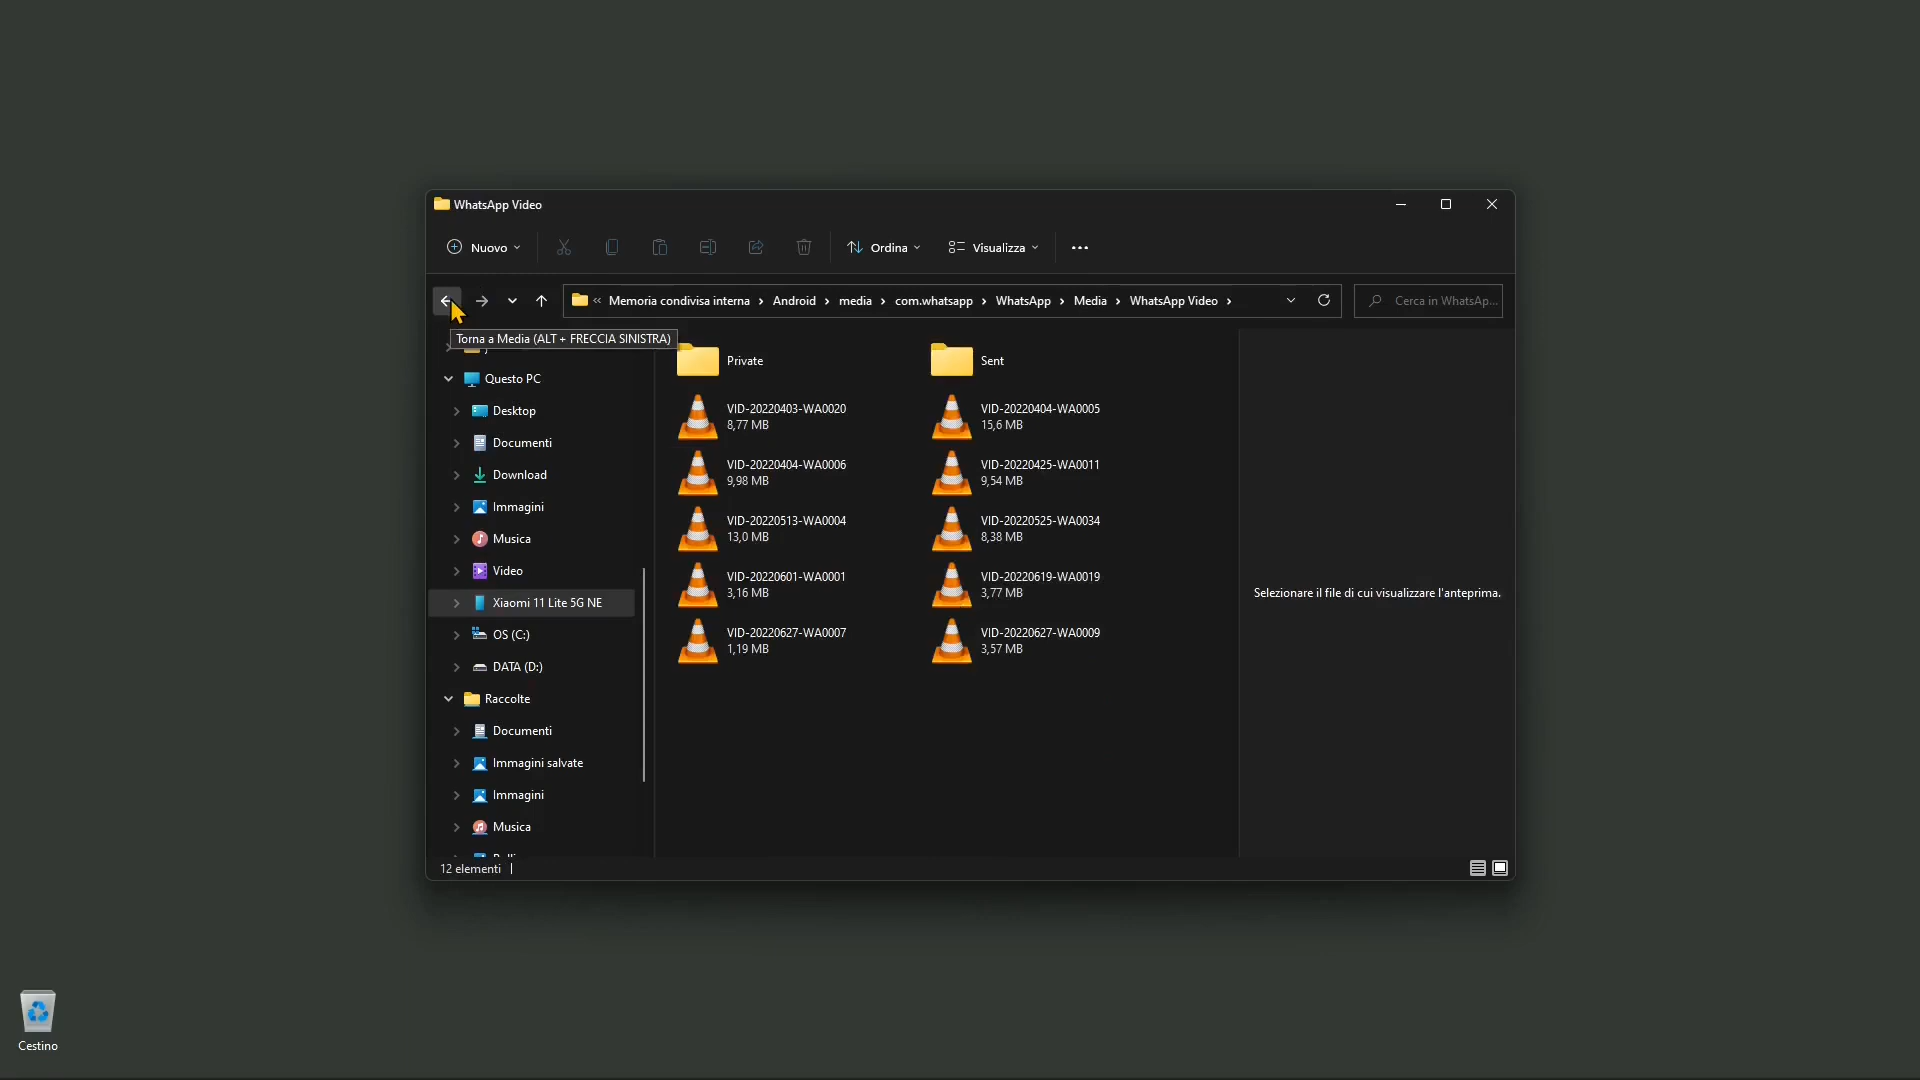 WhatsApp Video
Nuovo
Ordina
Visualizza
« Memoria condivisa interna › Android › media › com.whatsapp › WhatsApp › Media › WhatsApp Video ›
Cerca in WhatsAp...
Torna a Media (ALT + FRECCIA SINISTRA)
Questo PC
Desktop
Documenti
Download
Immagini
Musica
Video
Xiaomi 11 Lite 5G NE
OS (C:)
DATA (D:)
Raccolte
Documenti
Immagini salvate
Immagini
Musica
Private
Sent
VID-20220403-WA0020
8,77 MB
VID-20220404-WA0005
15,6 MB
VID-20220404-WA0006
9,98 MB
VID-20220425-WA0011
9,54 MB
VID-20220513-WA0004
13,0 MB
VID-20220525-WA0034
8,38 MB
VID-20220601-WA0001
3,16 MB
VID-20220619-WA0019
3,77 MB
VID-20220627-WA0007
1,19 MB
VID-20220627-WA0009
3,57 MB
Selezionare il file di cui visualizzare l'anteprima.
12 elementi
Cestino